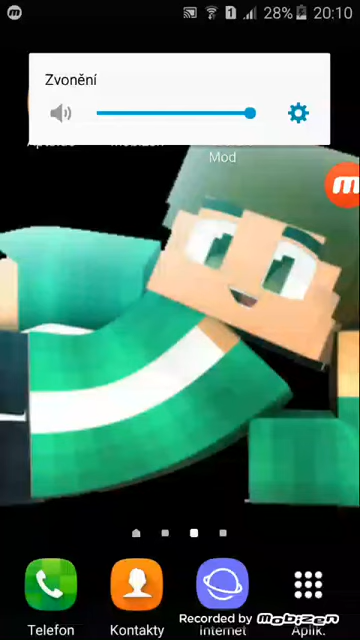 28% 20:10
Zvonění
Mod
Telefon
Kontakty
Internet
Aplik.
Recorded by
mobizen